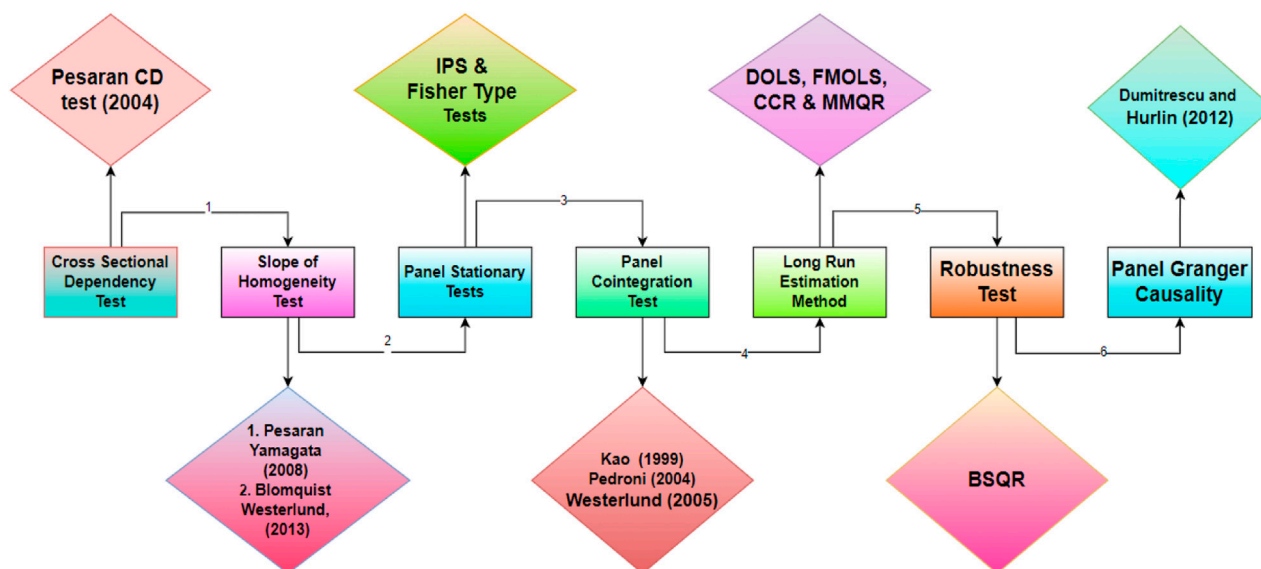 Pesaran CD
test (2004)
IPS &
Fisher Type
Tests
DOLS, FMOLS,
CCR & MMQR
Dumitrescu and
Hurlin (2012)
1
3
5
Cross Sectional
Dependency
Test
Slope of
Homogeneity
Test
Panel Stationary
Tests
Panel
Cointegration
Test
Long Run
Estimation
Method
Robustness
Test
Panel Granger
Causality
2
4
6
1. Pesaran
Yamagata
(2008)
2. Blomquist
Westerlund,
(2013)
Kao (1999)
Pedroni (2004)
Westerlund (2005)
BSQR